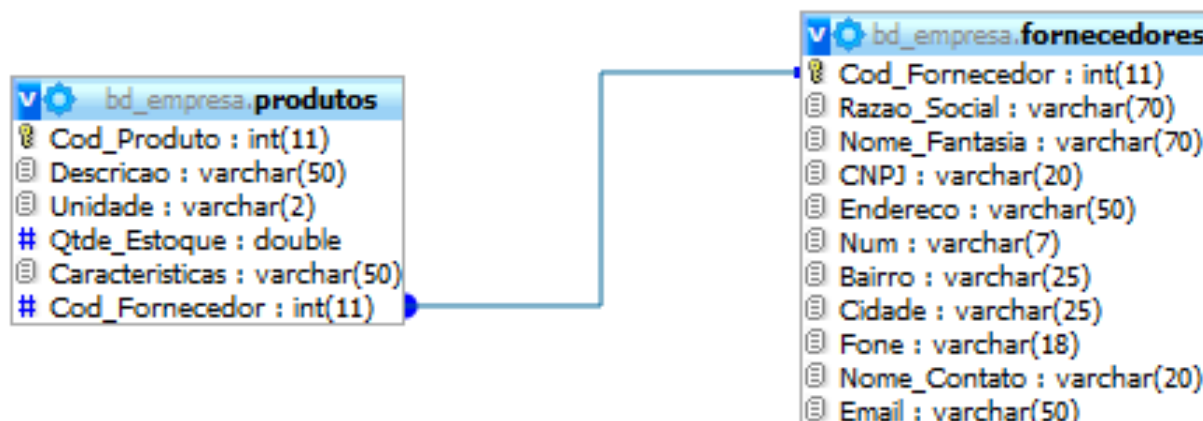 bd_empresa.produtos
Cod_Produto : int(11)
Descricao : varchar(50)
Unidade : varchar(2)
# Qtde_Estoque : double
Caracteristicas : varchar(50)
# Cod_Fornecedor : int(11)
bd_empresa.fornecedores
Cod_Fornecedor : int(11)
Razao_Social : varchar(70)
Nome_Fantasia : varchar(70)
CNPJ : varchar(20)
Endereco : varchar(50)
Num : varchar(7)
Bairro : varchar(25)
Cidade : varchar(25)
Fone : varchar(18)
Nome_Contato : varchar(20)
Email : varchar(50)